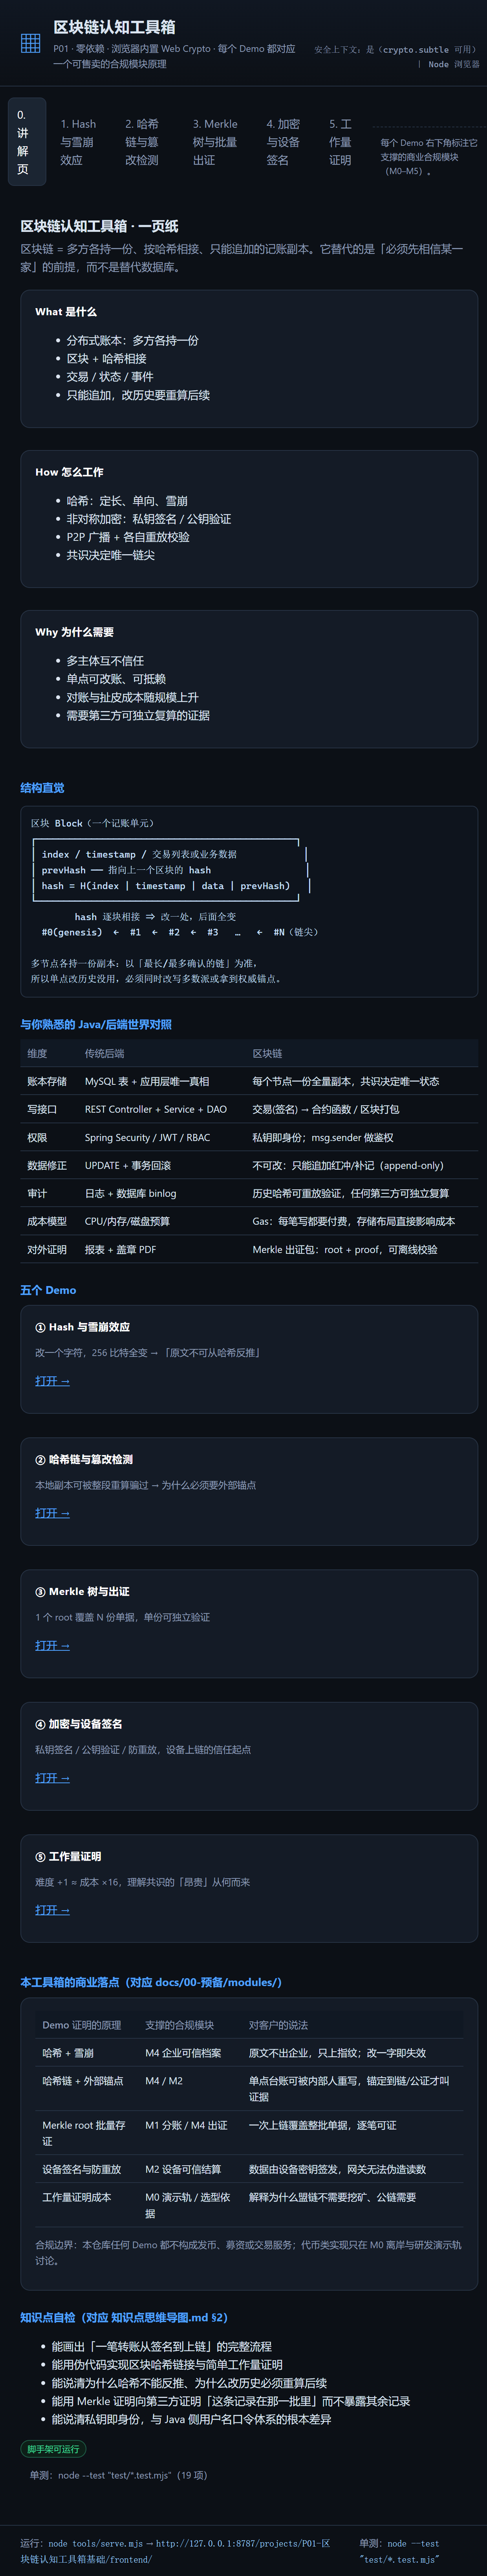 区块链认知工具箱
P01 · 零依赖 · 浏览器内置 Web Crypto · 每个 Demo 都对应
一个可售卖的合规模块原理
安全上下文：是（crypto.subtle 可用）
| Node 浏览器
0.
讲
解
页
1. Hash
与雪崩
效应
2. 哈希
链与篡
改检测
3. Merkle
树与批量
出证
4. 加密
与设备
签名
5. 工
作量
证明
每个 Demo 右下角标注它
支撑的商业合规模块
（M0–M5）。
区块链认知工具箱 · 一页纸
区块链 = 多方各持一份、按哈希相接、只能追加的记账副本。它替代的是「必须先相信某一
家」的前提，而不是替代数据库。
What 是什么
• 分布式账本：多方各持一份
• 区块 + 哈希相接
• 交易 / 状态 / 事件
• 只能追加，改历史要重算后续
How 怎么工作
• 哈希：定长、单向、雪崩
• 非对称加密：私钥签名 / 公钥验证
• P2P 广播 + 各自重放校验
• 共识决定唯一链尖
Why 为什么需要
• 多主体互不信任
• 单点可改账、可抵赖
• 对账与扯皮成本随规模上升
• 需要第三方可独立复算的证据
结构直觉
区块 Block（一个记账单元）
index / timestamp / 交易列表或业务数据
prevHash —— 指向上一个区块的 hash
hash = H(index | timestamp | data | prevHash)
hash 逐块相接 ⇒ 改一处，后面全变
#0(genesis) ← #1 ← #2 ← #3 … ← #N（链尖）
多节点各持一份副本；以「最长/最多确认的链」为准，
所以单点改历史没用，必须同时改写多数派或拿到权威锚点。
与你熟悉的 Java/后端世界对照
维度 传统后端 区块链
账本存储 MySQL 表 + 应用层唯一真相 每个节点一份全量副本，共识决定唯一状态
写接口 REST Controller + Service + DAO 交易(签名) → 合约函数 / 区块打包
权限 Spring Security / JWT / RBAC 私钥即身份；msg.sender 做鉴权
数据修正 UPDATE + 事务回滚 不可改：只能追加红冲/补记（append-only）
审计 日志 + 数据库 binlog 历史哈希可重放验证，任何第三方可独立复算
成本模型 CPU/内存/磁盘预算 Gas：每笔写都要付费，存储布局直接影响成本
对外证明 报表 + 盖章 PDF Merkle 出证包：root + proof，可离线校验
五个 Demo
① Hash 与雪崩效应
改一个字符，256 比特全变 → 「原文不可从哈希反推」
打开 →
② 哈希链与篡改检测
本地副本可被整段重算骗过 → 为什么必须要外部锚点
打开 →
③ Merkle 树与出证
1 个 root 覆盖 N 份单据，单份可独立验证
打开 →
④ 加密与设备签名
私钥签名 / 公钥验证 / 防重放，设备上链的信任起点
打开 →
⑤ 工作量证明
难度 +1 ≈ 成本 ×16，理解共识的「昂贵」从何而来
打开 →
本工具箱的商业落点（对应 docs/00-预备/modules/）
Demo 证明的原理 支撑的合规模块 对客户的说法
哈希 + 雪崩 M4 企业可信档案 原文不出企业，只上指纹；改一字即失效
哈希链 + 外部锚点 M4 / M2 单点台账可被内部人重写，锚定到链/公证才叫
证据
Merkle root 批量存 M1 分账 / M4 出证 一次上链覆盖整批单据，逐笔可证
证
设备签名与防重放 M2 设备可信结算 数据由设备密钥签发，网关无法伪造读数
工作量证明成本 M0 演示轨 / 选型依 解释为什么盟链不需要挖矿、公链需要
据
合规边界：本仓库任何 Demo 都不构成发币、募资或交易服务；代币类实现只在 M0 离岸与研发演示轨
讨论。
知识点自检（对应 知识点思维导图.md §2）
• 能画出「一笔转账从签名到上链」的完整流程
• 能用伪代码实现区块哈希链接与简单工作量证明
• 能说清为什么哈希不能反推、为什么改历史必须重算后续
• 能用 Merkle 证明向第三方证明「这条记录在那一批里」而不暴露其余记录
• 能说清私钥即身份，与 Java 侧用户名口令体系的根本差异
脚手架可运行
单测：node --test "test/*.test.mjs"（19 项）
运行：node tools/serve.mjs → http://127.0.0.1:8787/projects/P01-区
块链认知工具箱基础/frontend/
单测：node --test
"test/*.test.mjs"